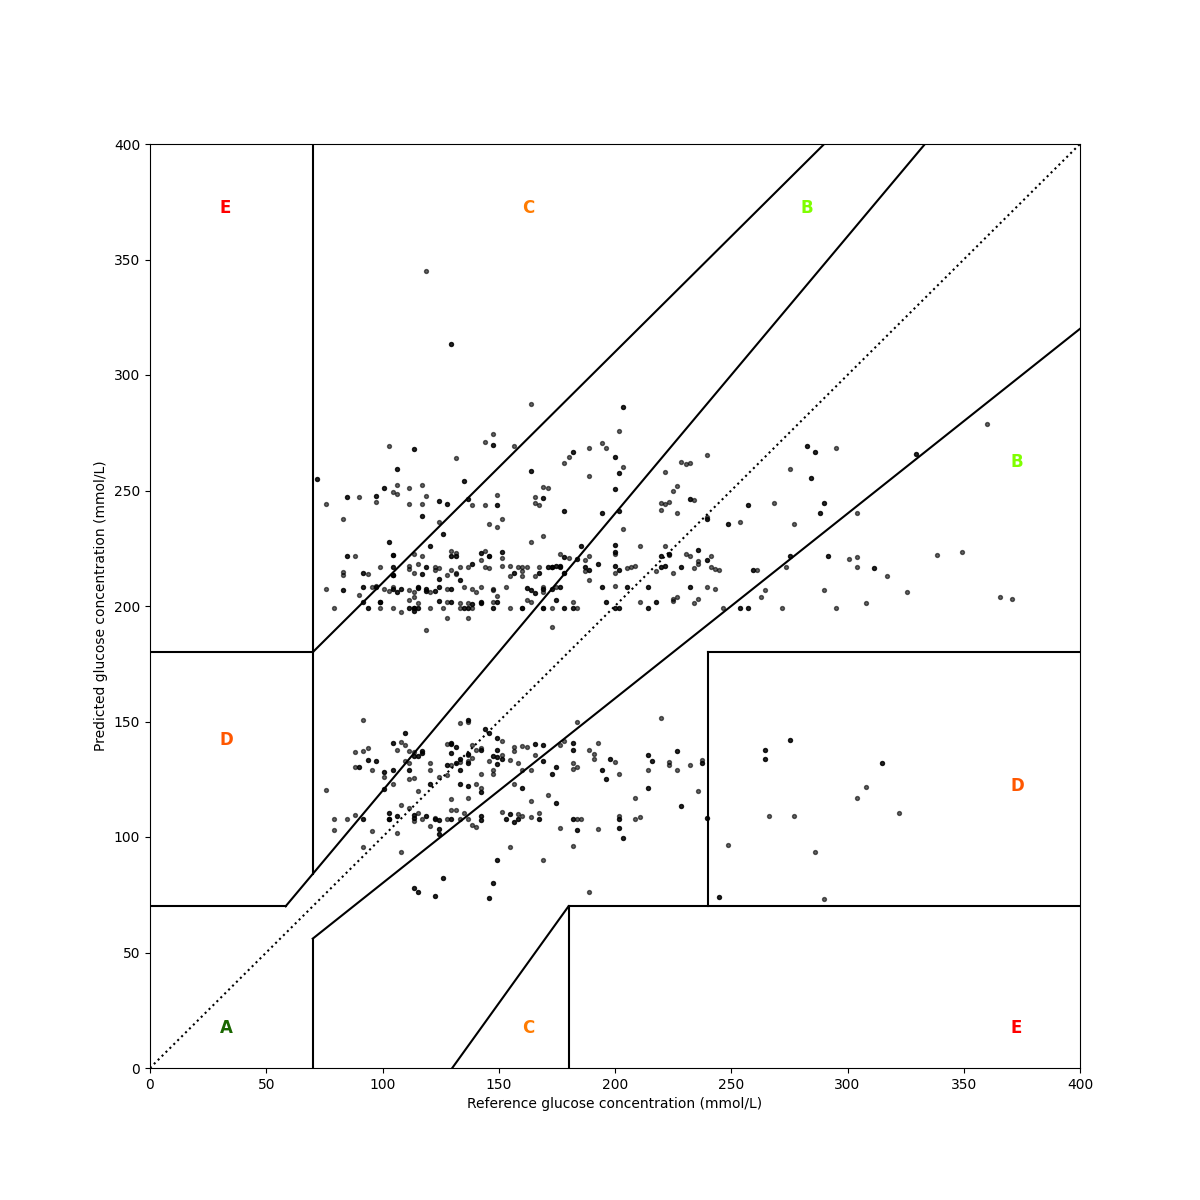 400
350
300
250
200
150
100
50
0
Predicted glucose concentration (mmol/L)
E
C
B
B
D
D
A
C
E
0 50 100 150 200 250 300 350 400
Reference glucose concentration (mmol/L)